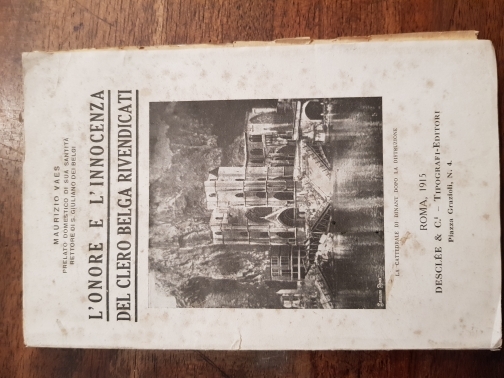 MAURIZIO VAES
PRELATO DOMESTICO DI SUA SANTITÀ
RETTORE DI S. GIULIANO DEI BELGI
L'ONORE E L'INNOCENZA
DEL CLERO BELGA RIVENDICATI
LA CATTEDRALE DI DINANT DOPO LA DISTRUZIONE
ROMA, 1915
DESCLÉE & C.i - TIPOGRAFI-EDITORI
Piazza Grazioli, N. 4.